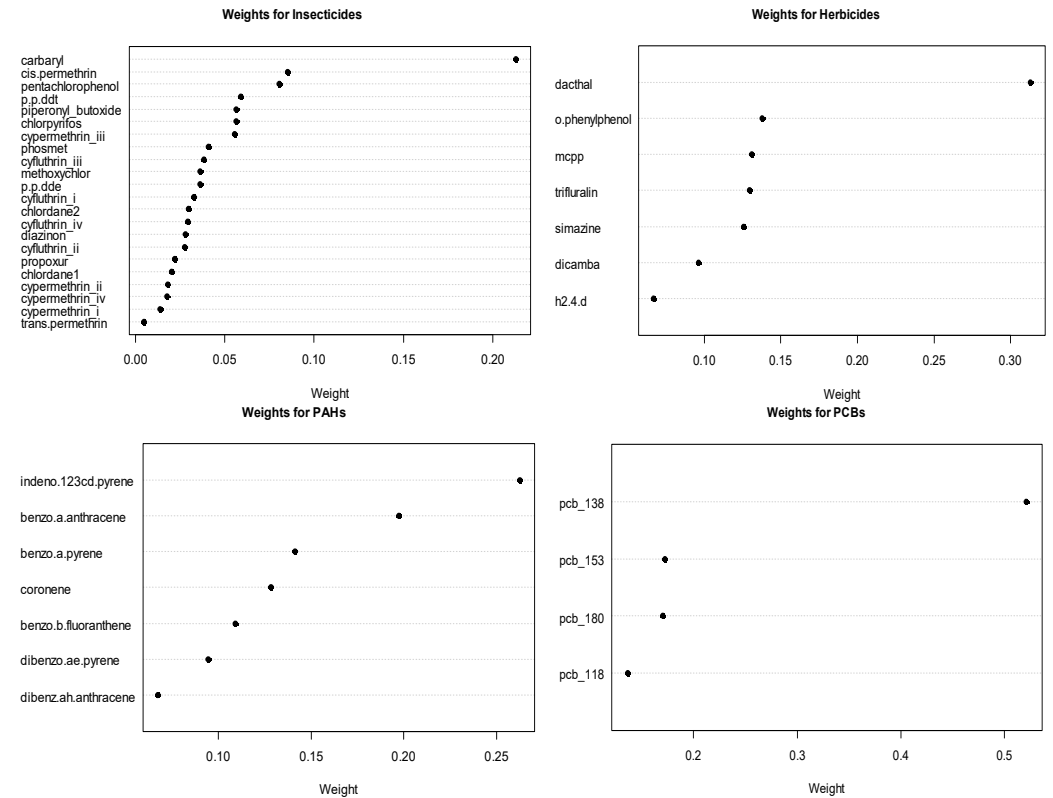 Weights for Insecticides
carbaryl
cis.permethrin
pentachlorophenol
p.p.ddt
piperonyl_butoxide
chlorpyrifos
cypermethrin_iii
phosmet
cyfluthrin_iii
methoxychlor
p.p.dde
cyfluthrin_i
chlordane2
cyfluthrin_iv
diazinon
cyfluthrin_ii
propoxur
chlordane1
cypermethrin_ii
cypermethrin_iv
cypermethrin_i
trans.permethrin
0.00 0.05 0.10 0.15 0.20
Weight
Weights for Herbicides
dacthal
o.phenylphenol
mcpp
trifluralin
simazine
dicamba
h2.4.d
0.10 0.15 0.20 0.25 0.30
Weight
Weights for PAHs
indeno.123cd.pyrene
benzo.a.anthracene
benzo.a.pyrene
coronene
benzo.b.fluoranthene
dibenzo.ae.pyrene
dibenz.ah.anthracene
0.10 0.15 0.20 0.25
Weight
Weights for PCBs
pcb_138
pcb_153
pcb_180
pcb_118
0.2 0.3 0.4 0.5
Weight